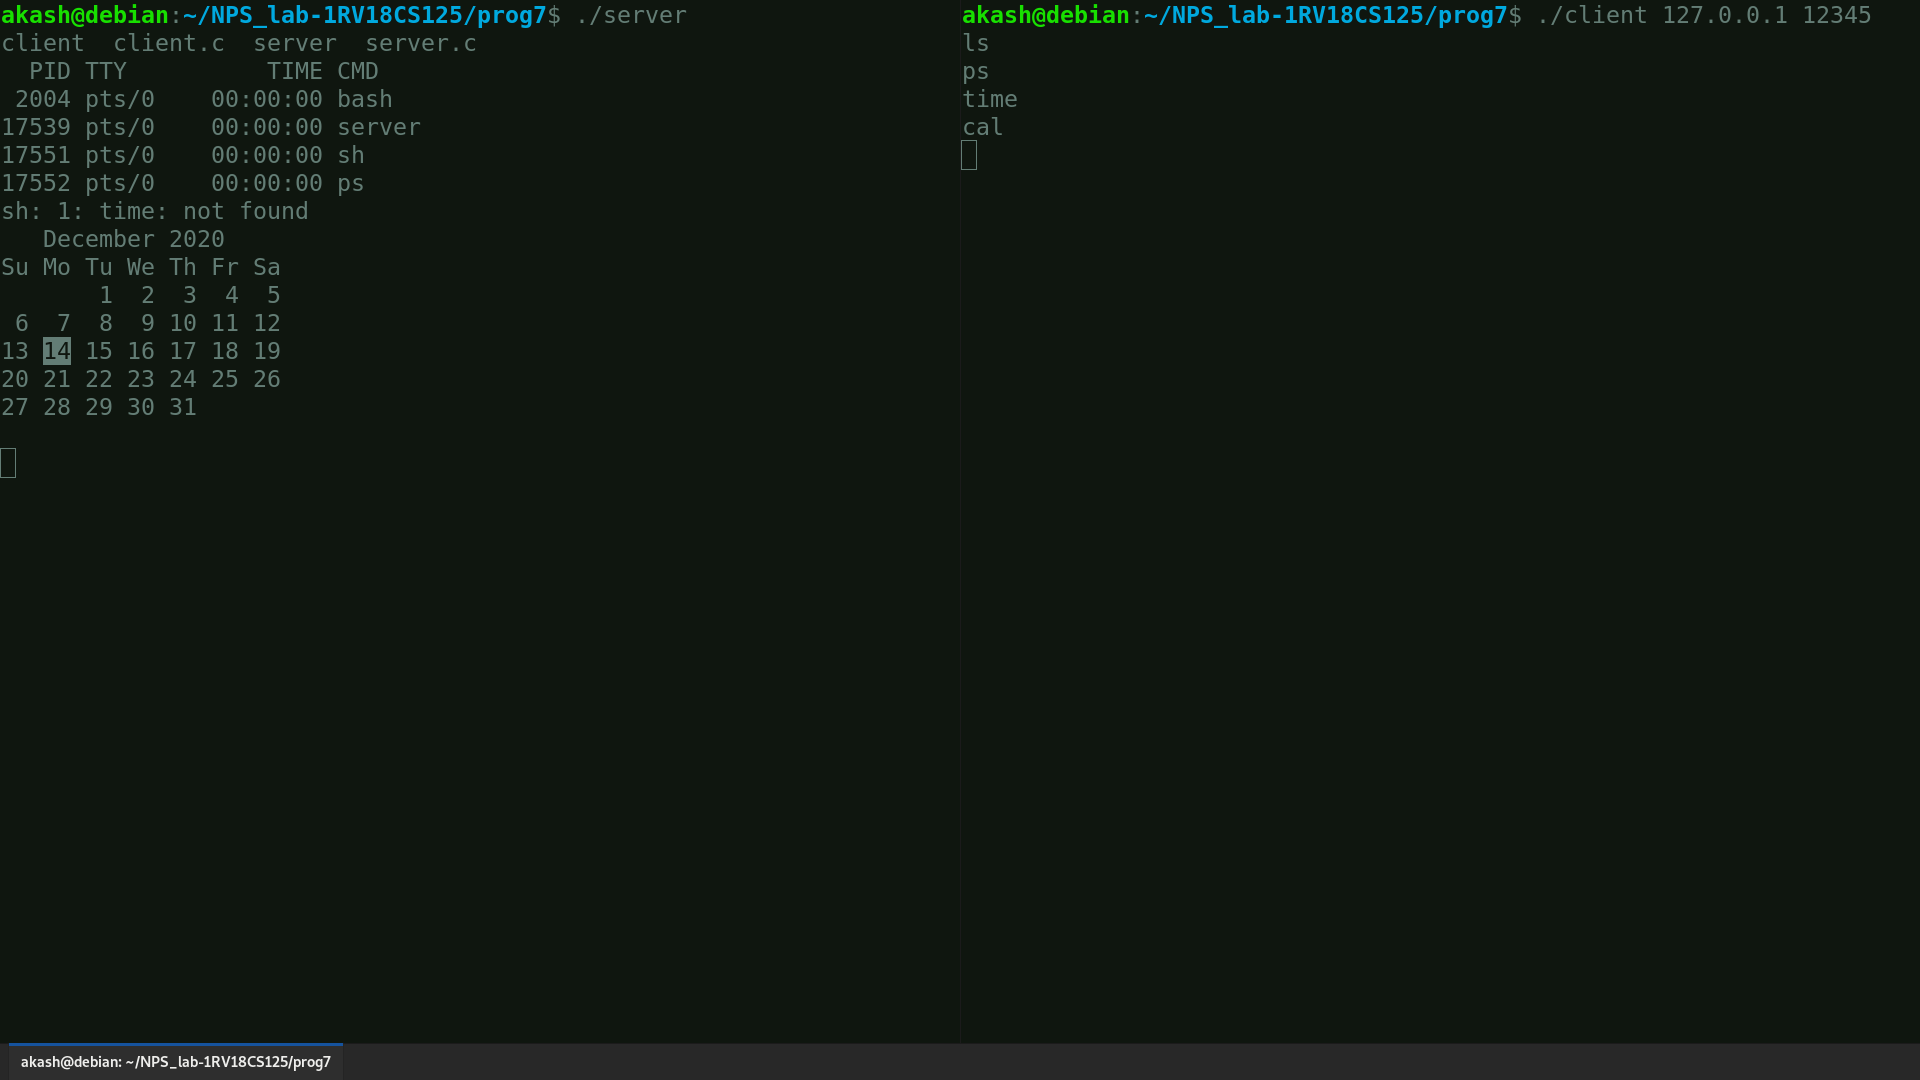 akash@debian:~/NPS_lab-1RV18CS125/prog7$ ./server
client  client.c  server  server.c
  PID TTY          TIME CMD
 2004 pts/0    00:00:00 bash
17539 pts/0    00:00:00 server
17551 pts/0    00:00:00 sh
17552 pts/0    00:00:00 ps
sh: 1: time: not found
   December 2020
Su Mo Tu We Th Fr Sa
       1  2  3  4  5
 6  7  8  9 10 11 12
13 14 15 16 17 18 19
20 21 22 23 24 25 26
27 28 29 30 31
akash@debian:~/NPS_lab-1RV18CS125/prog7$ ./client 127.0.0.1 12345
ls
ps
time
cal
akash@debian: ~/NPS_lab-1RV18CS125/prog7